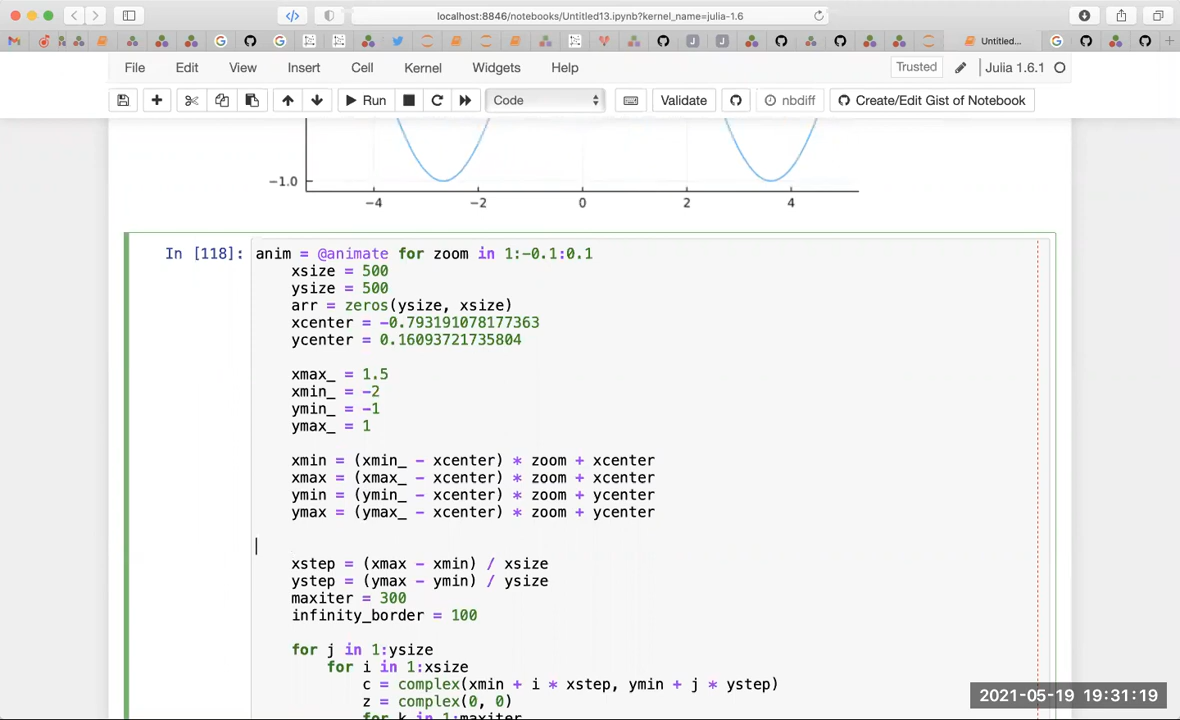 localhost:8846/notebooks/Untitled13.ipynb?kernel_name=julia-1.6
Untitled...
File Edit View Insert Cell Kernel Widgets Help Trusted Julia 1.6.1
Run Code Validate nbdiff Create/Edit Gist of Notebook
-1.0
-4 -2 0 2 4
In [118]: anim = @animate for zoom in 1:-0.1:0.1
xsize = 500
ysize = 500
arr = zeros(ysize, xsize)
xcenter = -0.793191078177363
ycenter = 0.16093721735804
xmax_ = 1.5
xmin_ = -2
ymin_ = -1
ymax_ = 1
xmin = (xmin_ - xcenter) * zoom + xcenter
xmax = (xmax_ - xcenter) * zoom + xcenter
ymin = (ymin_ - xcenter) * zoom + ycenter
ymax = (ymax_ - xcenter) * zoom + ycenter
xstep = (xmax - xmin) / xsize
ystep = (ymax - ymin) / ysize
maxiter = 300
infinity_border = 100
for j in 1:ysize
for i in 1:xsize
c = complex(xmin + i * xstep, ymin + j * ystep)
z = complex(0, 0)
for k in 1:maxiter
2021-05-19 19:31:19